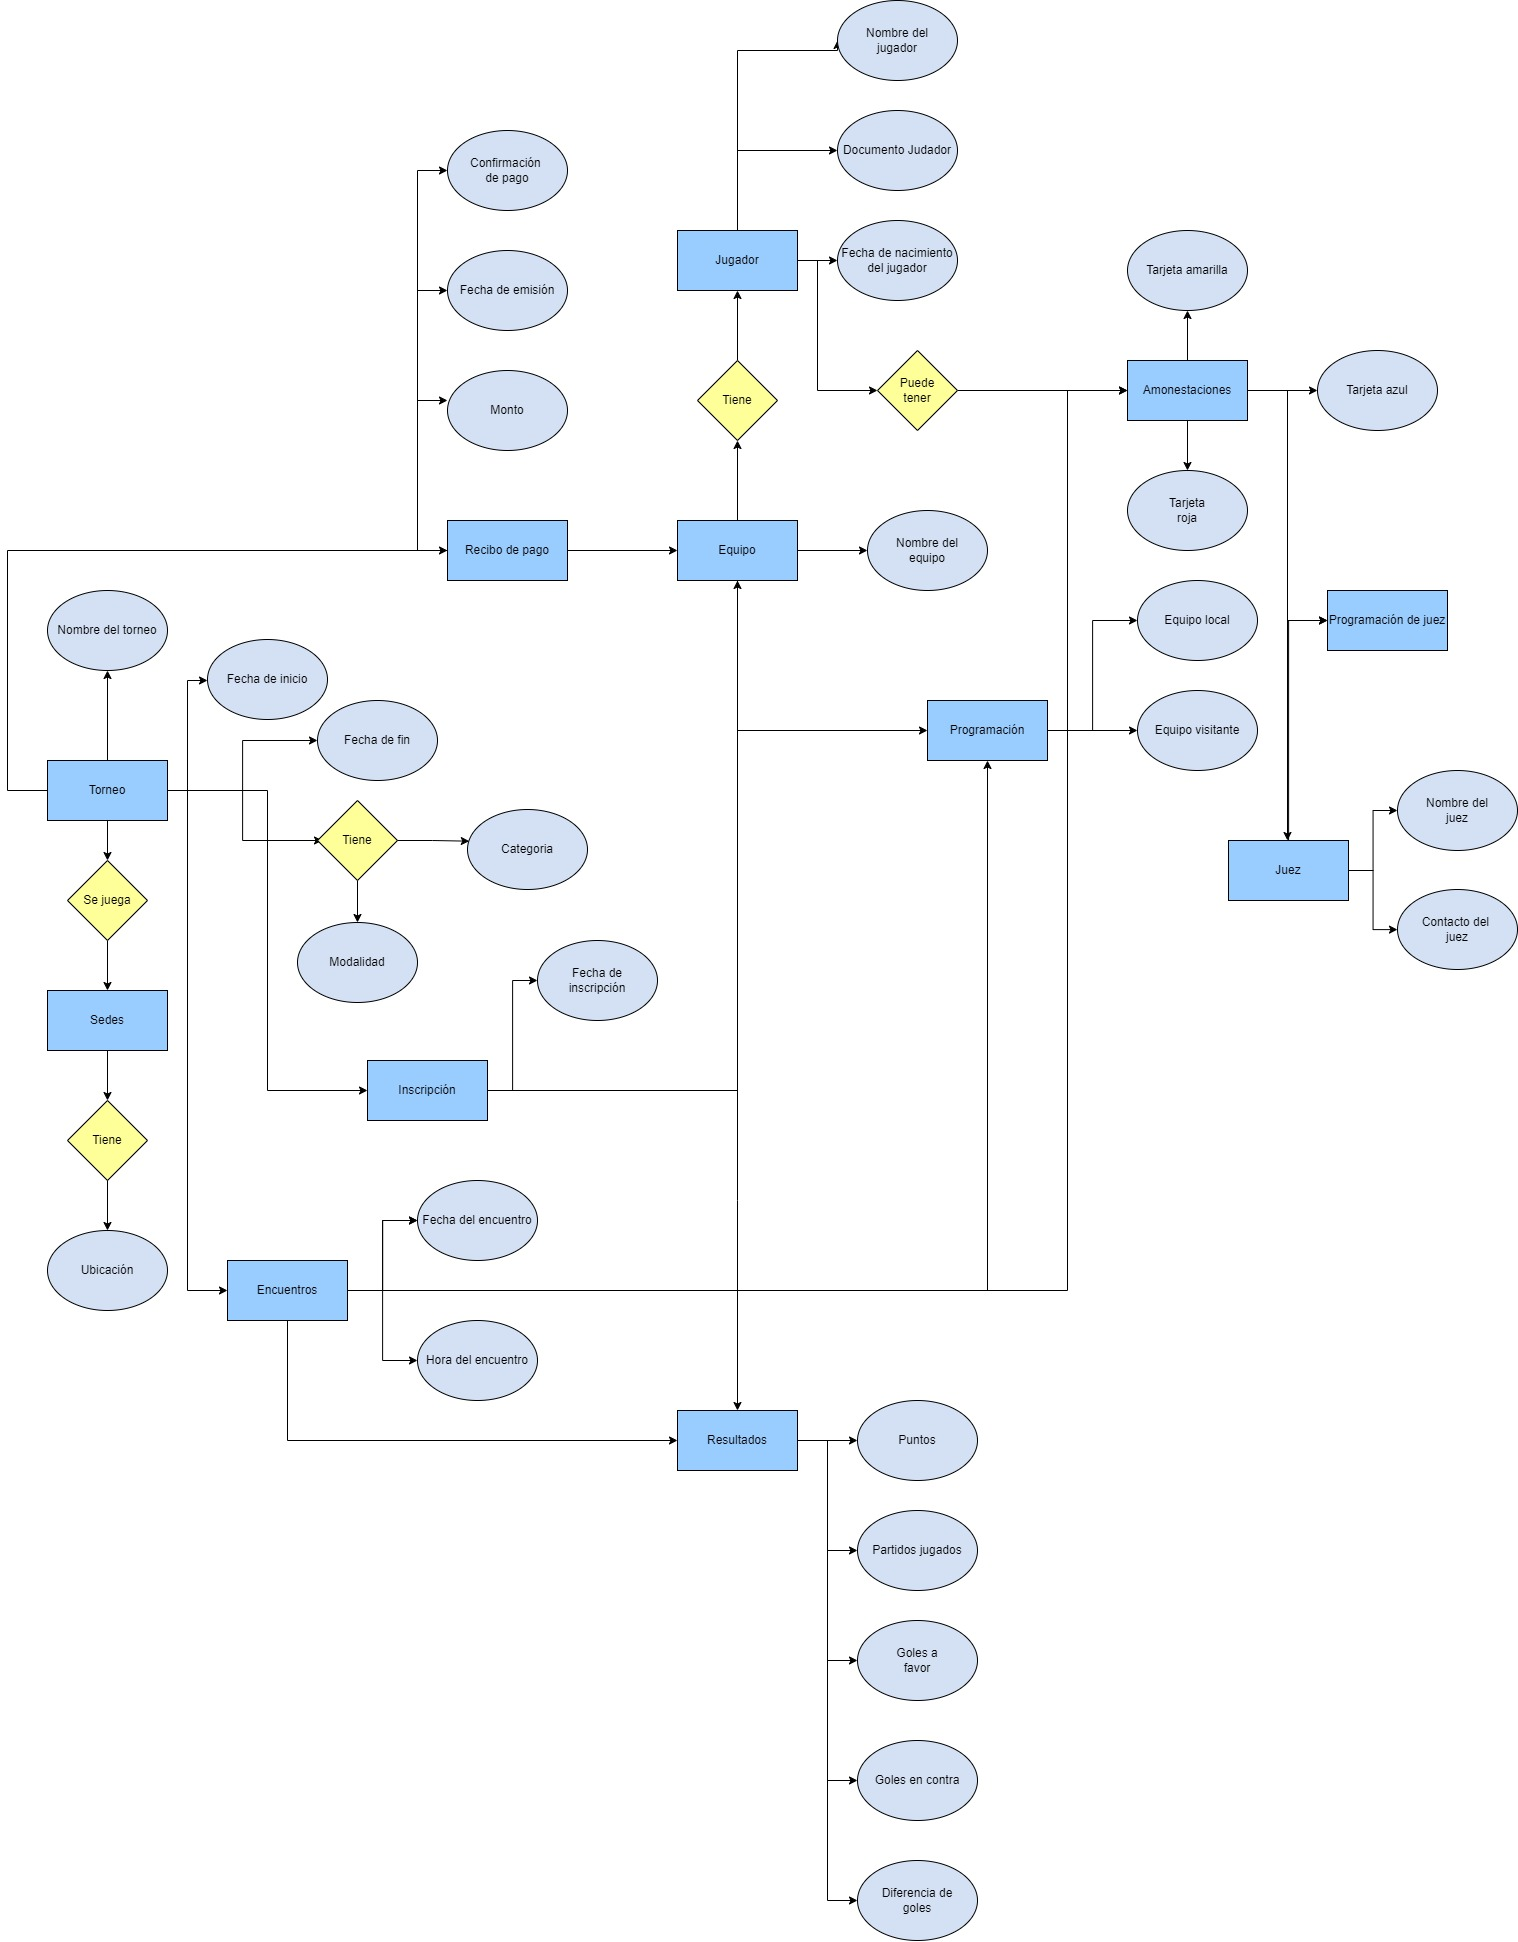 Nombre del
jugador
Documento Judador
Confirmación
de pago
Jugador
Fecha de nacimiento
del jugador
Fecha de emisión
Tarjeta amarilla
Monto
Tiene
Puede
tener
Amonestaciones
Tarjeta azul
Tarjeta
roja
Recibo de pago
Equipo
Nombre del
equipo
Nombre del torneo
Equipo local
Programación de juez
Fecha de inicio
Fecha de fin
Programación
Equipo visitante
Torneo
Tiene
Categoria
Nombre del
juez
Se juega
Juez
Modalidad
Contacto del
juez
Fecha de
inscripción
Sedes
Inscripción
Tiene
Fecha del encuentro
Ubicación
Encuentros
Hora del encuentro
Resultados
Puntos
Partidos jugados
Goles a
favor
Goles en contra
Diferencia de
goles